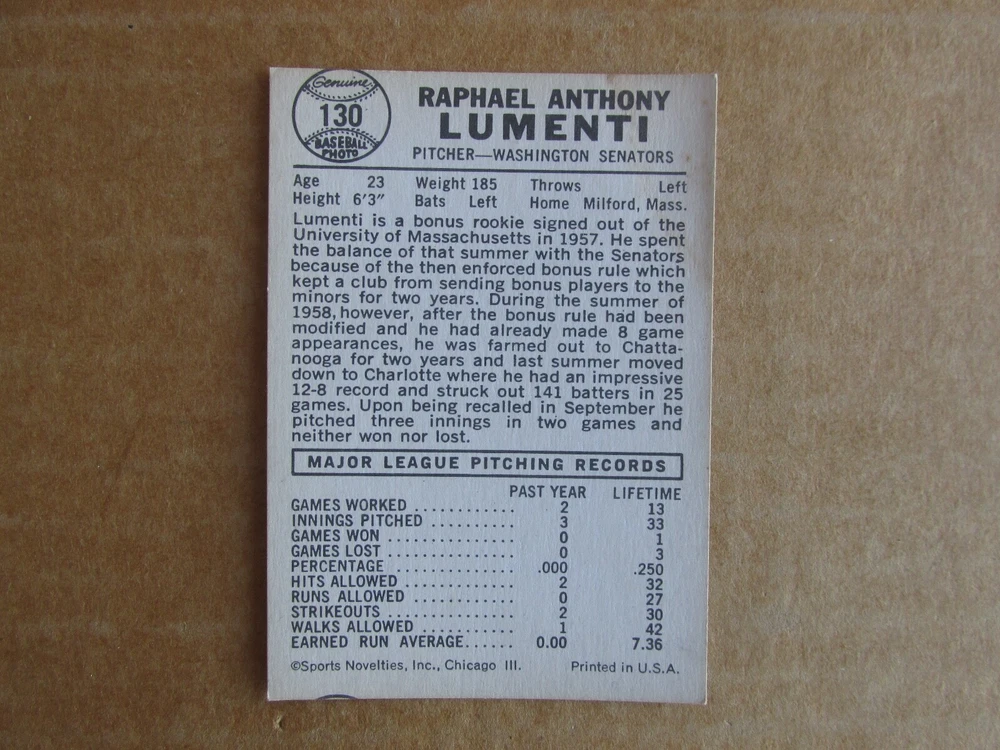 Genuine
130
BASEBALL
PHOTO
RAPHAEL ANTHONY
LUMENTI
PITCHER—WASHINGTON SENATORS
Age 23 Weight 185 Throws Left
Height 6'3" Bats Left Home Milford, Mass.
Lumenti is a bonus rookie signed out of the
University of Massachusetts in 1957. He spent
the balance of that summer with the Senators
because of the then enforced bonus rule which
kept a club from sending bonus players to the
minors for two years. During the summer of
1958, however, after the bonus rule had been
modified and he had already made 8 game
appearances, he was farmed out to Chatta-
nooga for two years and last summer moved
down to Charlotte where he had an impressive
12-8 record and struck out 141 batters in 25
games. Upon being recalled in September he
pitched three innings in two games and
neither won nor lost.
MAJOR LEAGUE PITCHING RECORDS
PAST YEAR LIFETIME
GAMES WORKED ............ 2 13
INNINGS PITCHED .......... 3 33
GAMES WON ............... 0 1
GAMES LOST ............... 0 3
PERCENTAGE .............. .000 .250
HITS ALLOWED ............. 2 32
RUNS ALLOWED ............ 0 27
STRIKEOUTS ............... 2 30
WALKS ALLOWED ........... 1 42
EARNED RUN AVERAGE...... 0.00 7.36
©Sports Novelties, Inc., Chicago Ill. Printed in U.S.A.